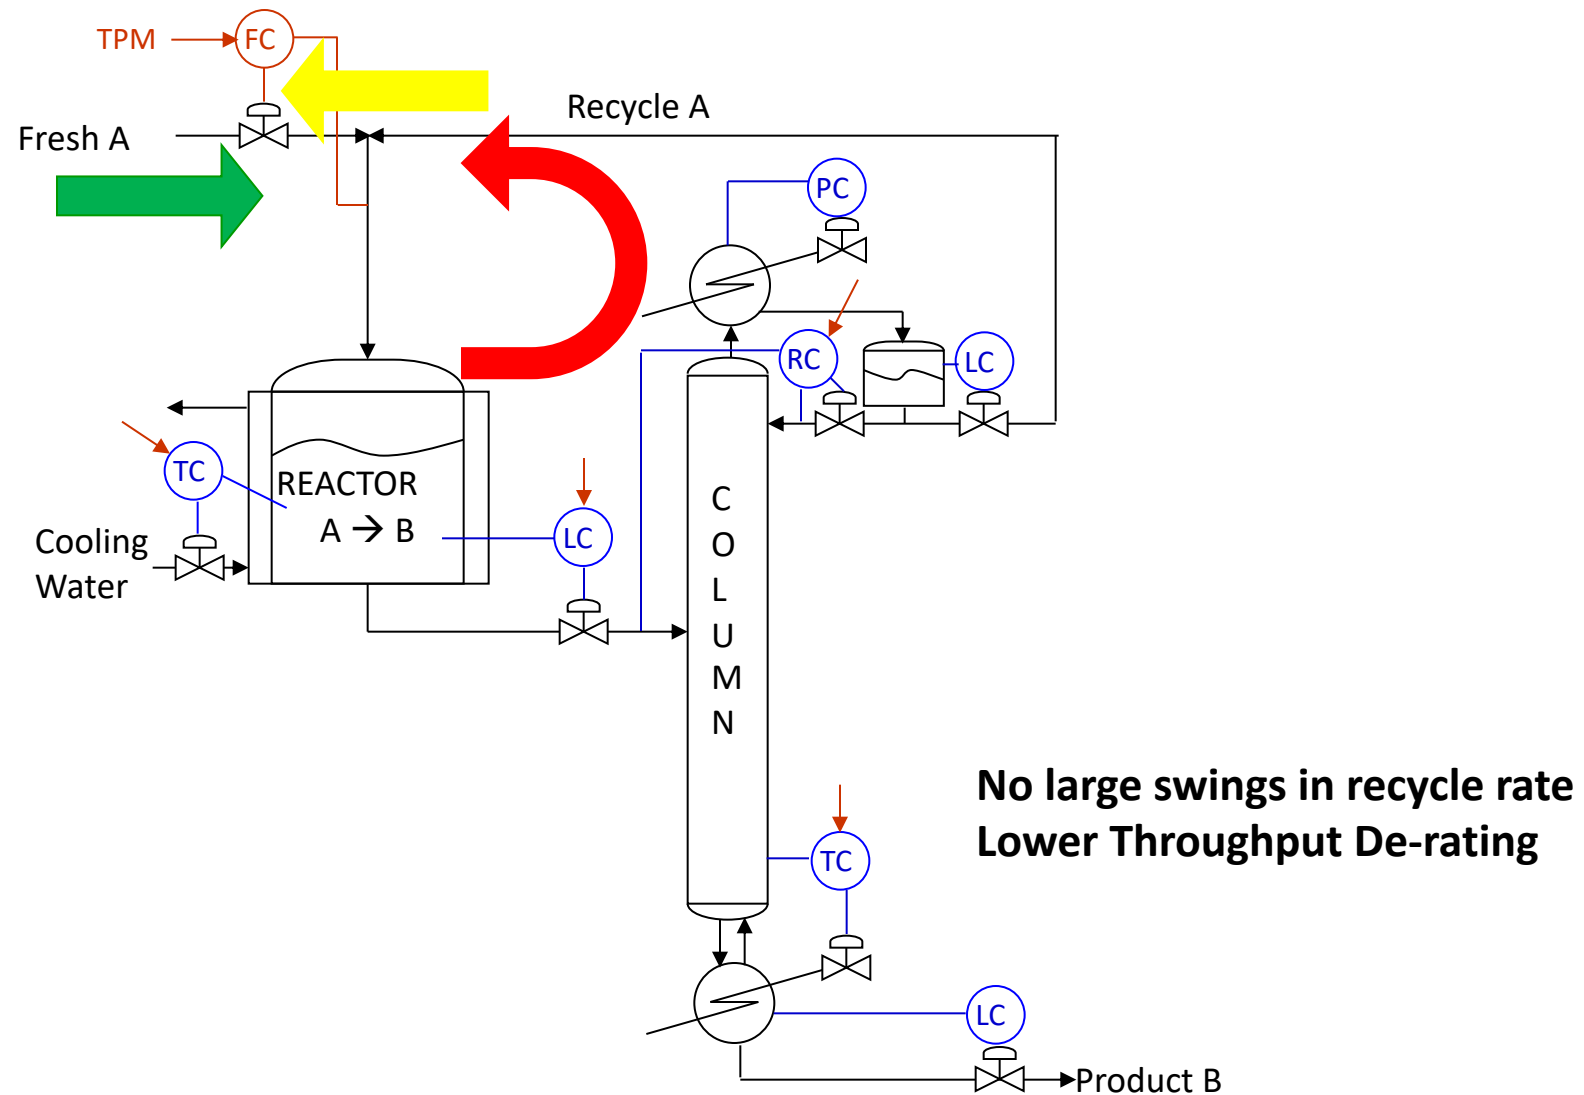 TPM
FC
Recycle A
Fresh A
PC
RC
LC
TC
REACTOR
A → B
LC
Cooling
Water
C
O
L
U
M
N
No large swings in recycle rate
Lower Throughput De-rating
TC
LC
Product B